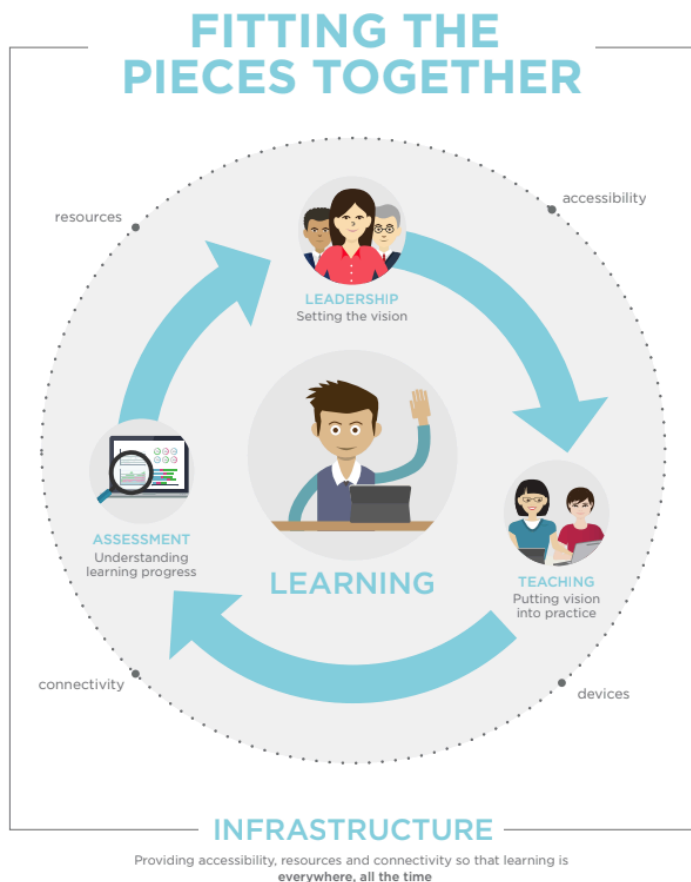 FITTING THE
PIECES TOGETHER
resources
accessibility
LEADERSHIP
Setting the vision
ASSESSMENT
Understanding
learning progress
LEARNING
TEACHING
Putting vision
into practice
connectivity
devices
INFRASTRUCTURE
Providing accessibility, resources and connectivity so that learning is
everywhere, all the time